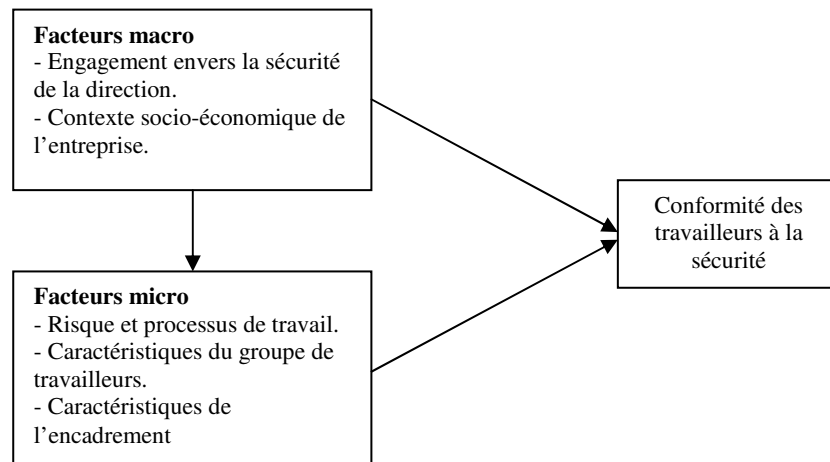 Facteurs macro
- Engagement envers la sécurité
de la direction.
- Contexte socio-économique de
l'entreprise.
Conformité des
travailleurs à la
sécurité
Facteurs micro
- Risque et processus de travail.
- Caractéristiques du groupe de
travailleurs.
- Caractéristiques de
l'encadrement